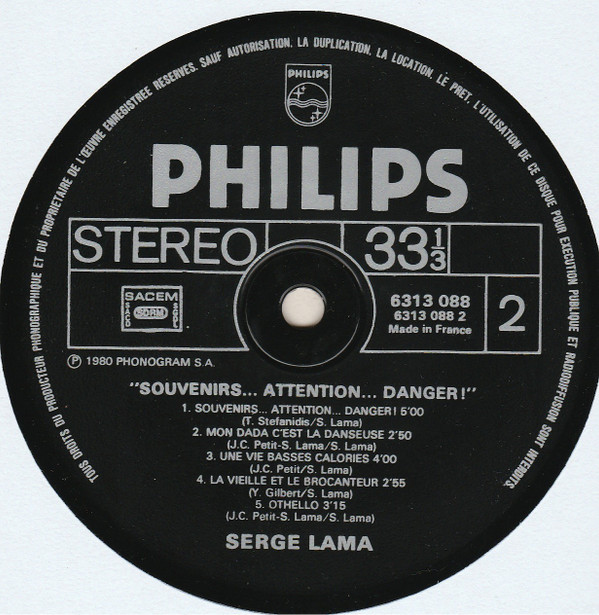 TOUS DROITS DU PRODUCTEUR PHONOGRAPHIQUE ET DU PROPRIETAIRE DE L'ŒUVRE ENREGISTREE RESERVES. SAUF AUTORISATION, LA DUPLICATION, LA LOCATION, LE PRET, L'UTILISATION DE CE DISQUE POUR EXECUTION PUBLIQUE ET RADIODIFFUSION SONT INTERDITS.
PHILIPS
PHILIPS
STEREO 33 1/3
SACEM
SACD SDRM SGDL
6313 088
6313 088 2
Made in France
2
Ⓟ 1980 PHONOGRAM S.A.
"SOUVENIRS... ATTENTION... DANGER!"
1. SOUVENIRS... ATTENTION... DANGER! 5'00
(T. Stefanidis/S. Lama)
2. MON DADA C'EST LA DANSEUSE 2'50
(J.C. Petit-S. Lama/S. Lama)
3. UNE VIE BASSES CALORIES 4'00
(J.C. Petit/S. Lama)
4. LA VIEILLE ET LE BROCANTEUR 2'55
(Y. Gilbert/S. Lama)
5. OTHELLO 3'15
(J.C. Petit-S. Lama/S. Lama)
SERGE LAMA